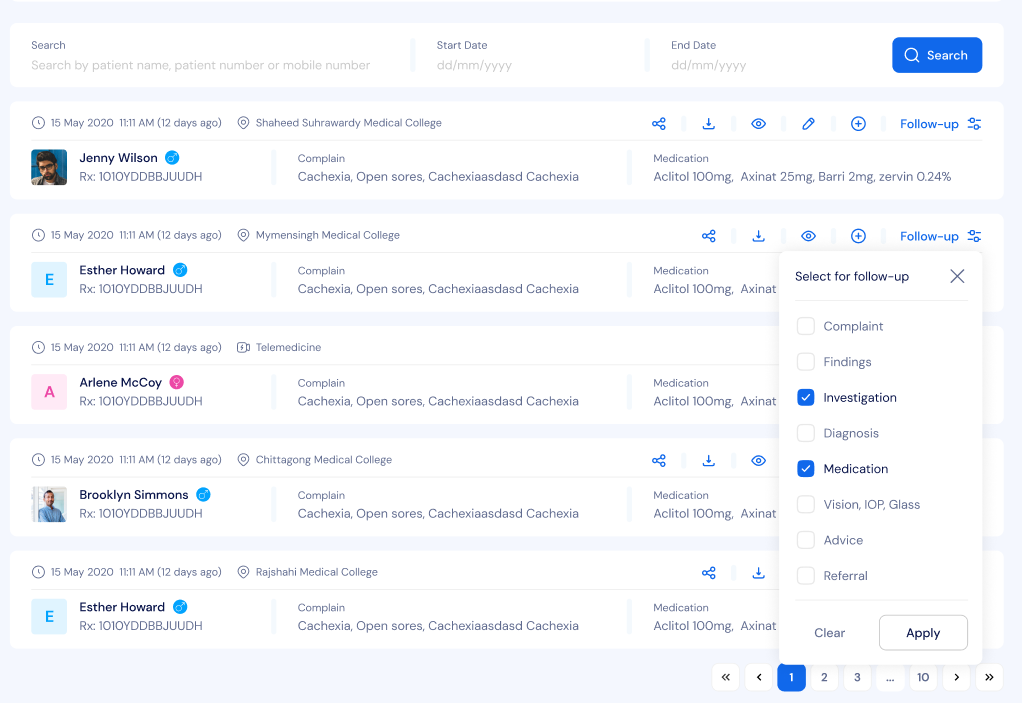 Search
Start Date
End Date
Search by patient name, patient number or mobile number
dd/mm/yyyy
dd/mm/yyyy
Search
15 May 2020 11:11 AM (12 days ago)
Shaheed Suhrawardy Medical College
Follow-up
Jenny Wilson
Rx: 1010YDDBBJUUDH
Complain
Cachexia, Open sores, Cachexiaasdasd Cachexia
Medication
Aclitol 100mg, Axinat 25mg, Barri 2mg, zervin 0.24%
15 May 2020 11:11 AM (12 days ago)
Mymensingh Medical College
Follow-up
E
Esther Howard
Rx: 1010YDDBBJUUDH
Complain
Cachexia, Open sores, Cachexiaasdasd Cachexia
Medication
Aclitol 100mg, Axinat
15 May 2020 11:11 AM (12 days ago)
Telemedicine
A
Arlene McCoy
Rx: 1010YDDBBJUUDH
Complain
Cachexia, Open sores, Cachexiaasdasd Cachexia
Medication
Aclitol 100mg, Axinat
15 May 2020 11:11 AM (12 days ago)
Chittagong Medical College
Brooklyn Simmons
Rx: 1010YDDBBJUUDH
Complain
Cachexia, Open sores, Cachexiaasdasd Cachexia
Medication
Aclitol 100mg, Axinat
15 May 2020 11:11 AM (12 days ago)
Rajshahi Medical College
E
Esther Howard
Rx: 1010YDDBBJUUDH
Complain
Cachexia, Open sores, Cachexiaasdasd Cachexia
Medication
Aclitol 100mg, Axinat
Select for follow-up
Complaint
Findings
Investigation
Diagnosis
Medication
Vision, IOP, Glass
Advice
Referral
Clear
Apply
« ‹ 1 2 3 ... 10 › »